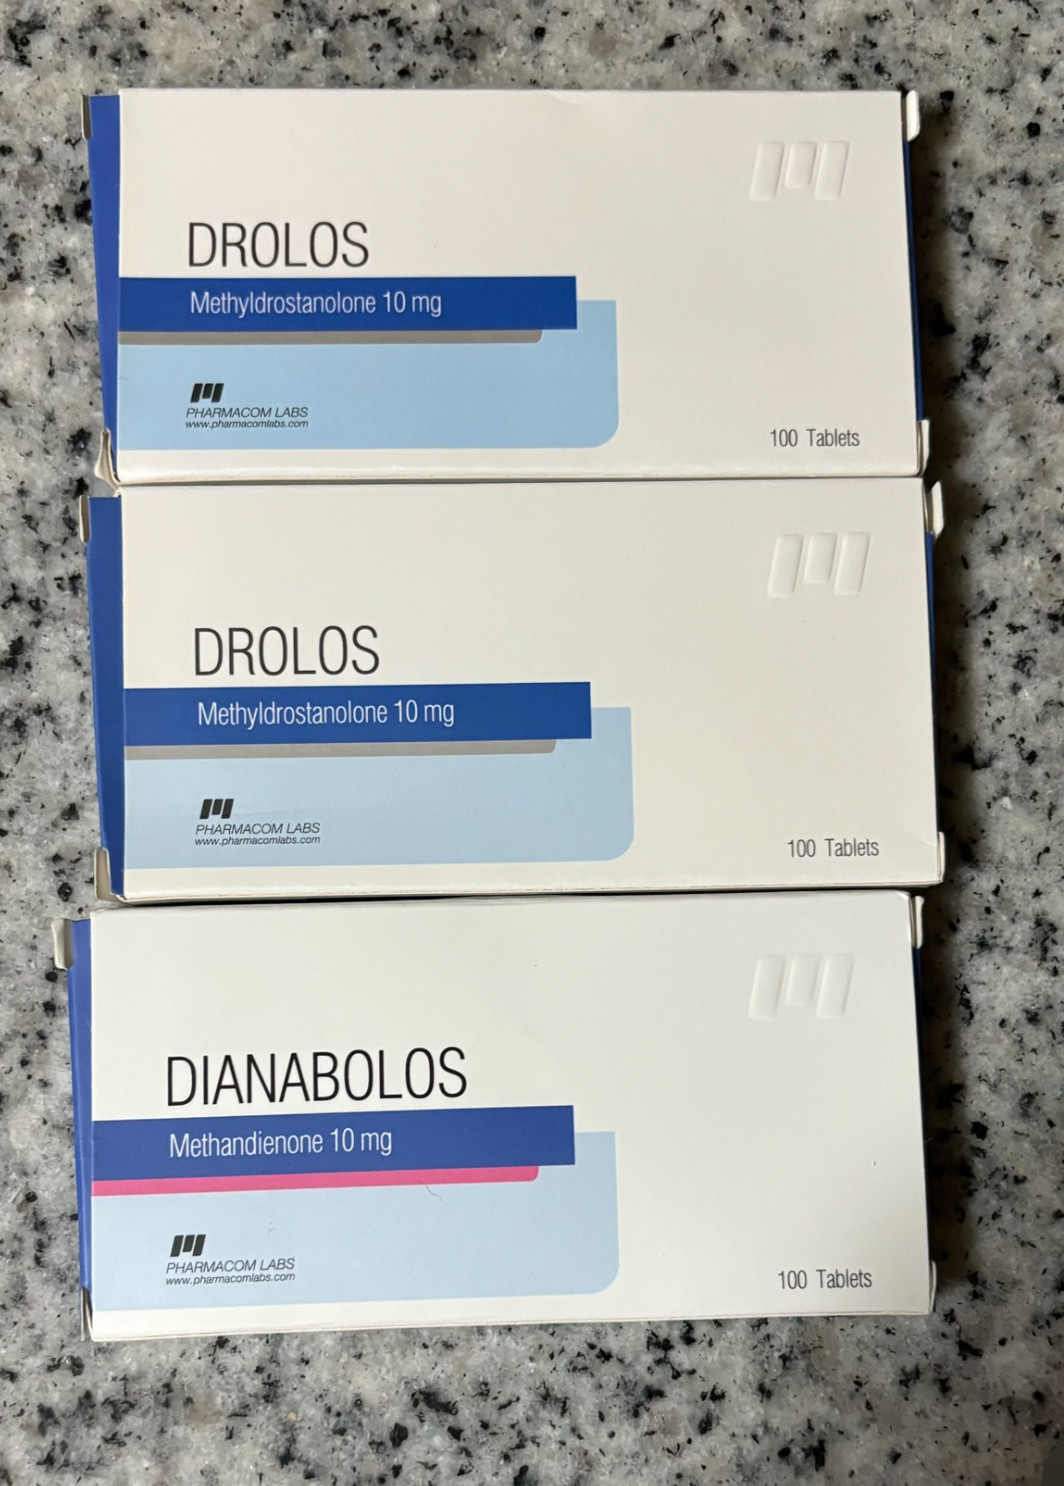 DROLOS
Methyldrostanolone 10 mg
PHARMACOM LABS
www.pharmacomlabs.com
100 Tablets
DROLOS
Methyldrostanolone 10 mg
PHARMACOM LABS
www.pharmacomlabs.com
100 Tablets
DIANABOLOS
Methandienone 10 mg
PHARMACOM LABS
www.pharmacomlabs.com
100 Tablets